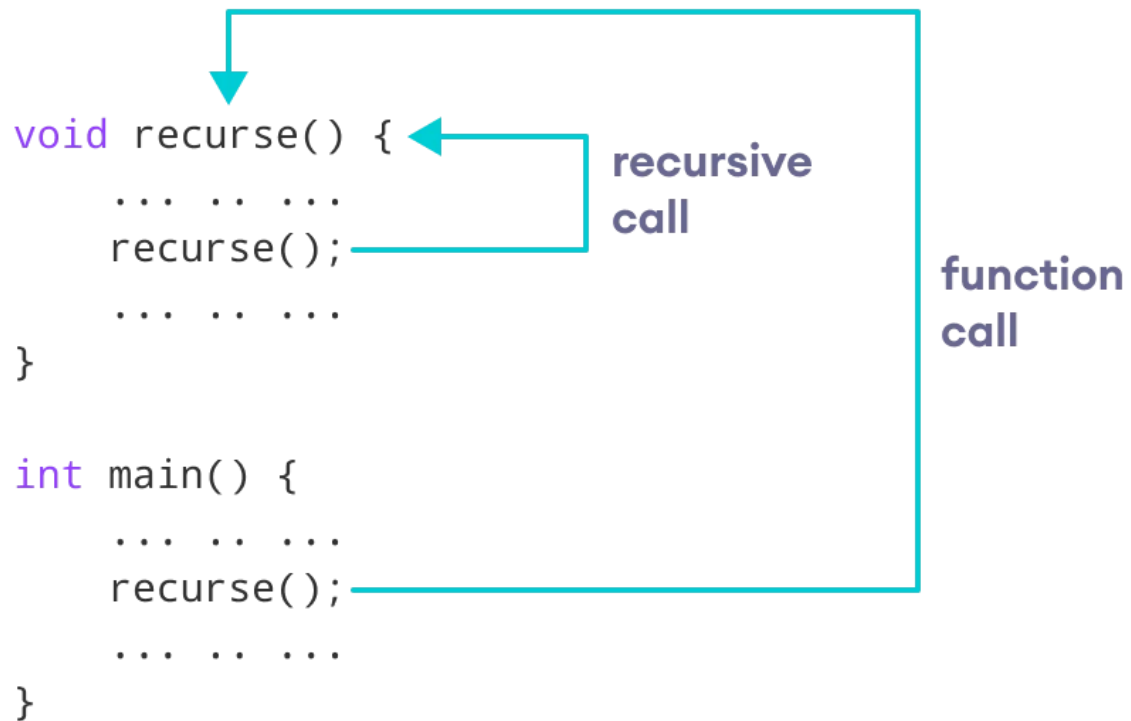 void recurse() {
... .. ...
recurse();
... .. ...
}
recursive
call
function
call
int main() {
... .. ...
recurse();
... .. ...
}